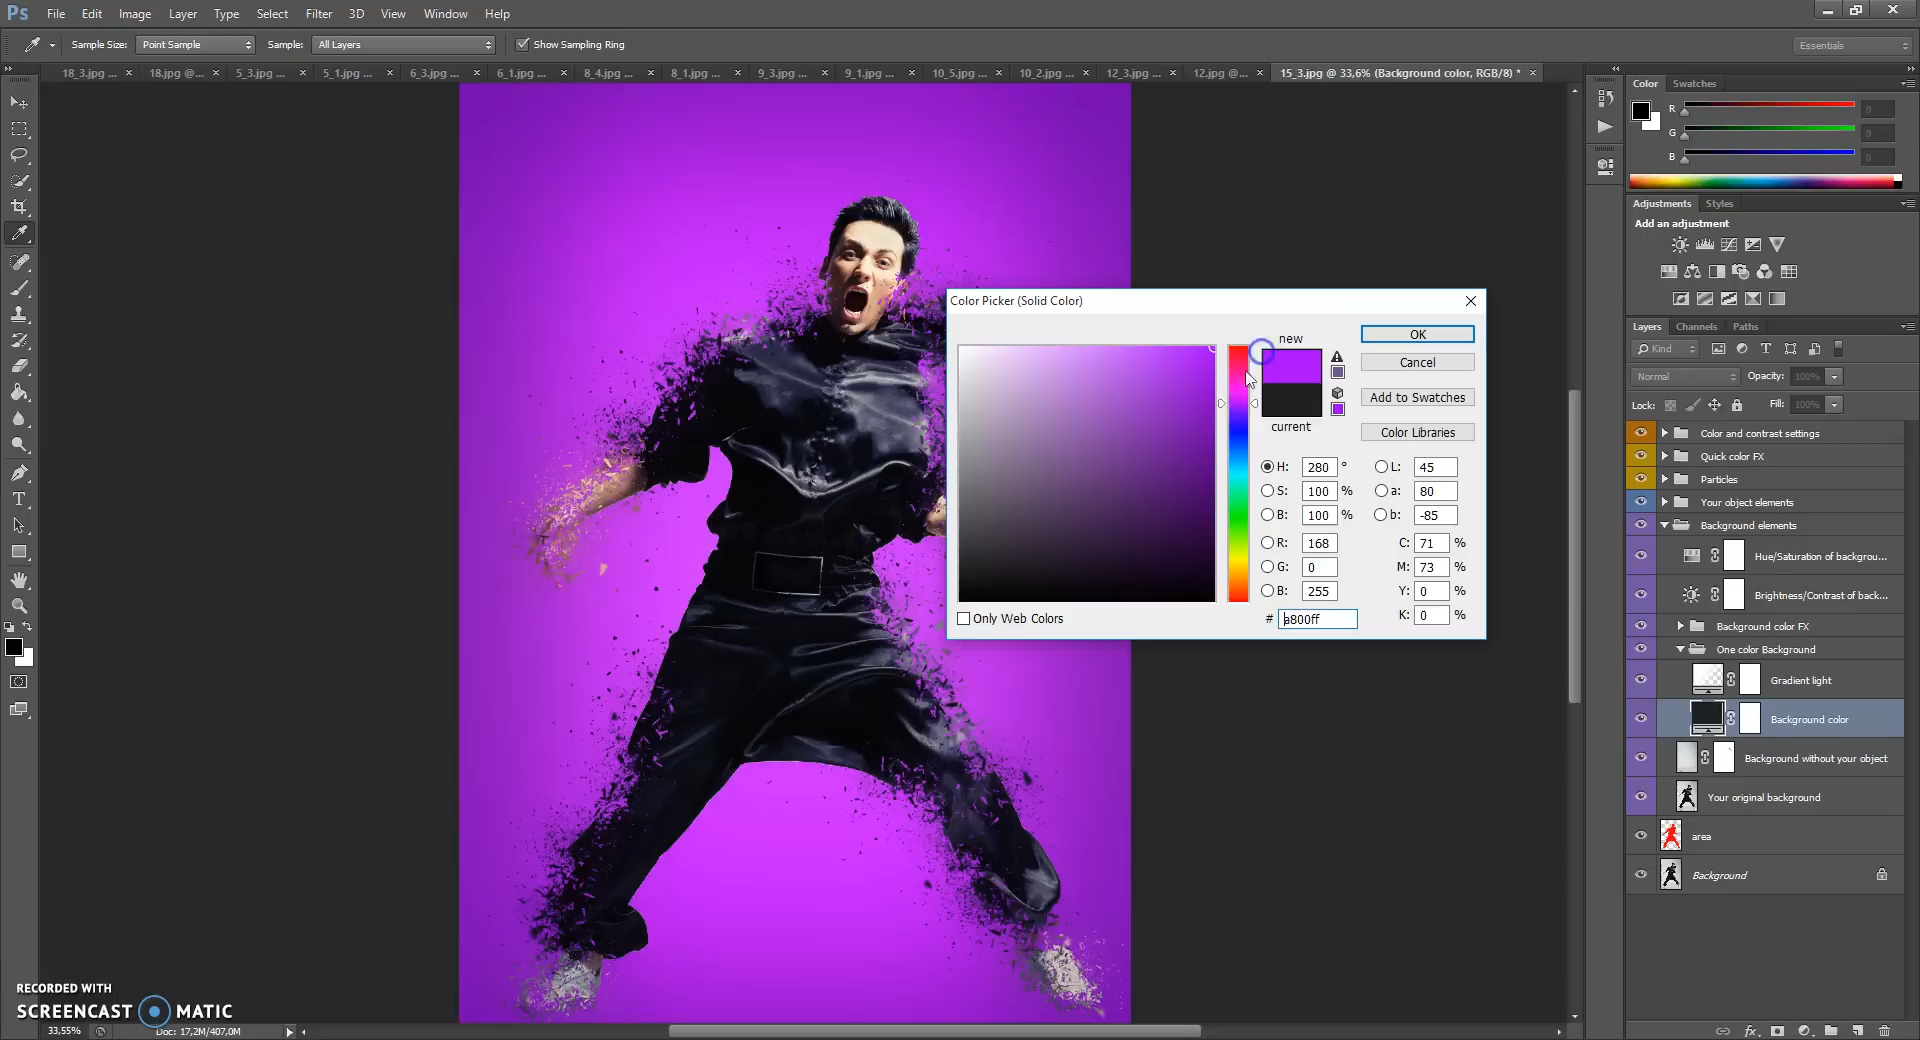 Ps File Edit Image Layer Type Select Filter 3D View Window Help
Sample Size: Point Sample Sample: All Layers Show Sampling Ring Essentials
18_3.jpg ... × 18.jpg @... × 5_3.jpg ... × 5_1.jpg ... × 6_3.jpg ... × 6_1.jpg ... × 8_4.jpg ... × 8_1.jpg ... × 9_3.jpg ... × 9_1.jpg ... × 10_5.jpg ... × 10_2.jpg ... × 12_3.jpg ... × 12.jpg @... × 15_3.jpg @ 33,6% (Background color, RGB/8) * ×
Color Swatches
R 0
G 0
B 0
Adjustments Styles
Add an adjustment
Layers Channels Paths
Kind
Normal Opacity: 100%
Lock: Fill: 100%
Color and contrast settings
Quick color FX
Particles
Your object elements
Background elements
Hue/Saturation of backgrou...
Brightness/Contrast of back...
Background color FX
One color Background
Gradient light
Background color
Background without your object
Your original background
area
Background
Color Picker (Solid Color)
new
current
OK
Cancel
Add to Swatches
Color Libraries
H: 280 ° L: 45
S: 100 % a: 80
B: 100 % b: -85
R: 168 C: 71 %
G: 0 M: 73 %
B: 255 Y: 0 %
# a800ff K: 0 %
Only Web Colors
RECORDED WITH
SCREENCAST MATIC
33,55% Doc: 17,2M/407,0M